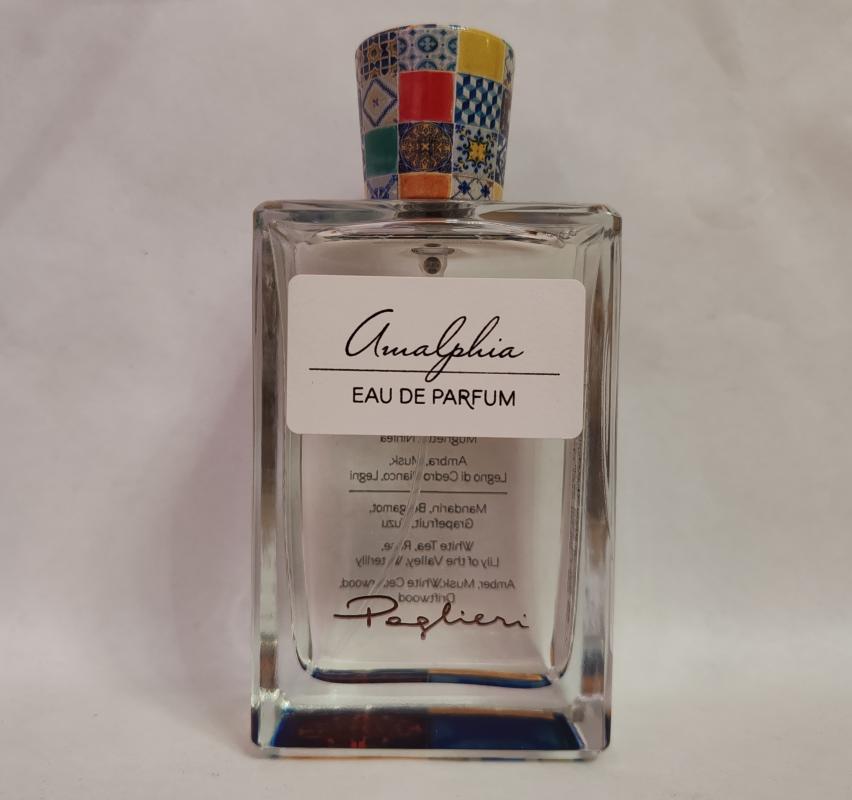 Amalphia
EAU DE PARFUM
Ninfea
Ambra, Musk,
Legno di Cedro Bianco, Legni
Mandarin, Bergamot,
Grapefruit, Yuzu
White Tea, Rose,
Lily of the Valley, Waterlily
Amber, Musk, White Cedarwood,
Driftwood
Paglieri